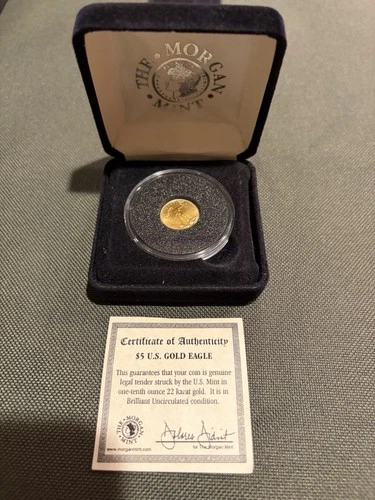 THE • MORGAN
• MINT •
Certificate of Authenticity
$5 U.S. GOLD EAGLE
This guarantees that your coin is genuine
legal tender struck by the U.S. Mint in
one-tenth ounce 22 karat gold. It is in
Brilliant Uncirculated condition.
THE • MORGAN
• MINT •
www.morganmint.com
for The Morgan Mint